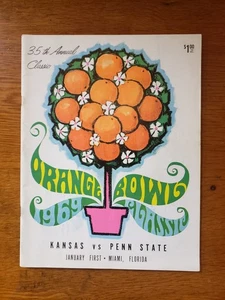 35th Annual
Classic
$1.00
ORANGE BOWL
1969 CLASSIC
KANSAS vs PENN STATE
JANUARY FIRST • MIAMI, FLORIDA